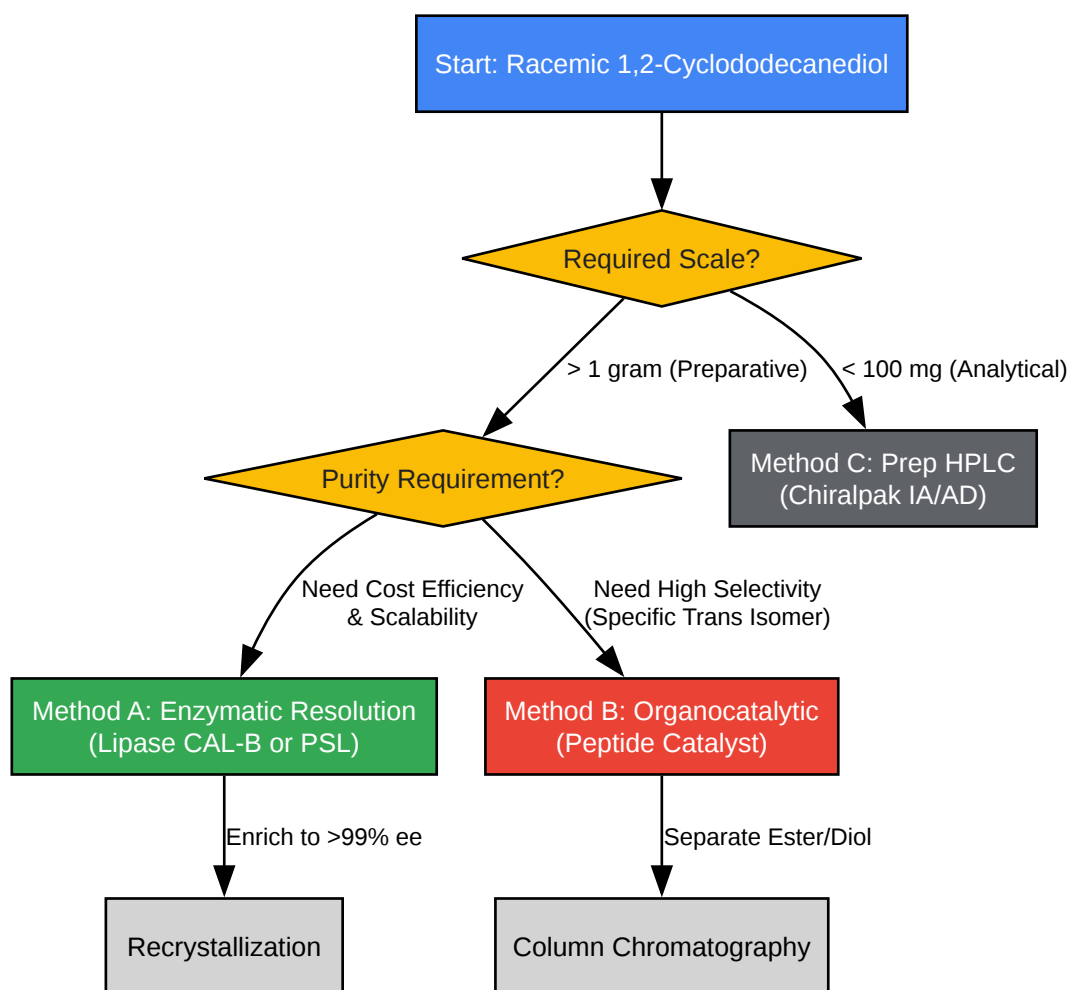 Start: Racemic 1,2-Cyclododecanediol
Required Scale?
> 1 gram (Preparative)
< 100 mg (Analytical)
Method C: Prep HPLC
(Chiralpak IA/AD)
Purity Requirement?
Need Cost Efficiency
& Scalability
Need High Selectivity
(Specific Trans Isomer)
Method A: Enzymatic Resolution
(Lipase CAL-B or PSL)
Method B: Organocatalytic
(Peptide Catalyst)
Enrich to >99% ee
Separate Ester/Diol
Recrystallization
Column Chromatography